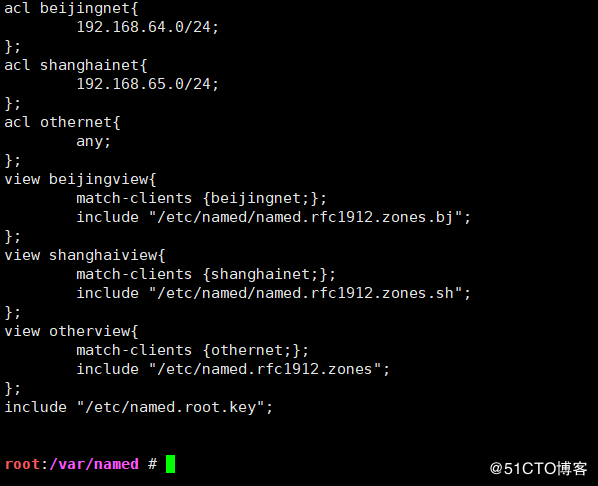 acl beijingnet{
        192.168.64.0/24;
};
acl shanghainet{
        192.168.65.0/24;
};
acl othernet{
        any;
};
view beijingview{
        match-clients {beijingnet;};
        include "/etc/named/named.rfc1912.zones.bj";
};
view shanghaiview{
        match-clients {shanghainet;};
        include "/etc/named/named.rfc1912.zones.sh";
};
view otherview{
        match-clients {othernet;};
        include "/etc/named.rfc1912.zones";
};
include "/etc/named.root.key";
root:/var/named #
@51CTO博客